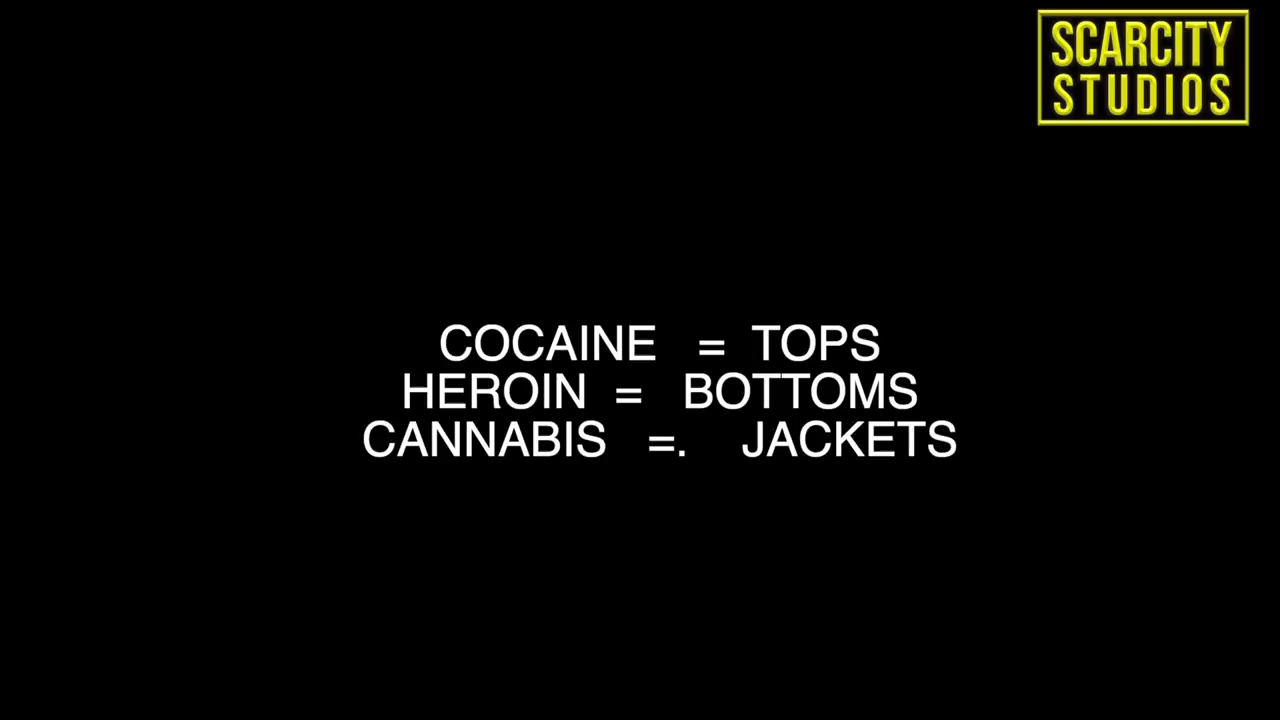 SCARCITY
STUDIOS
COCAINE = TOPS
HEROIN = BOTTOMS
CANNABIS =. JACKETS